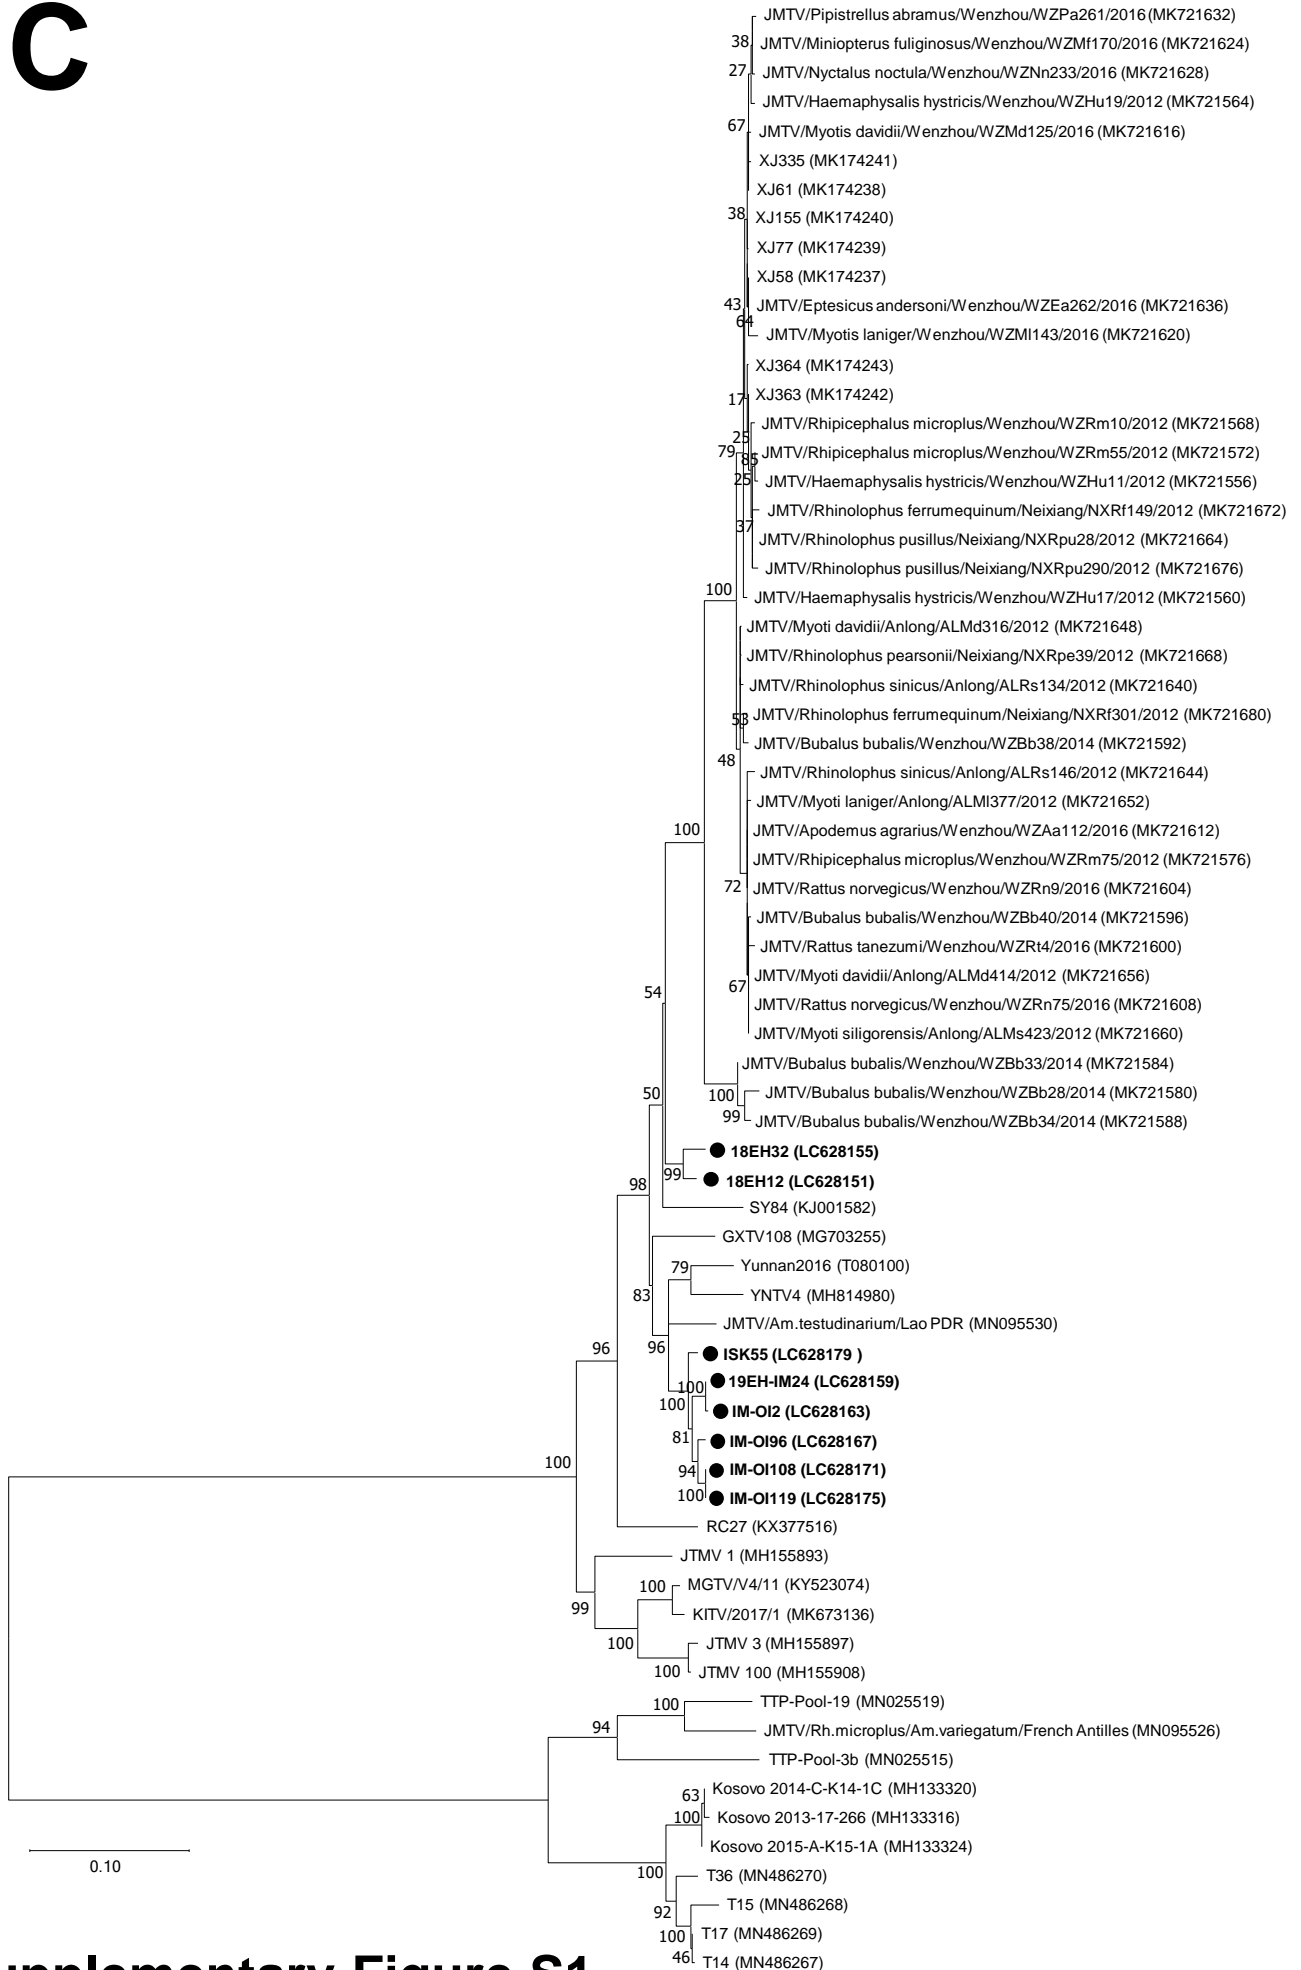 C
JMTV/Pipistrellus abramus/Wenzhou/WZPa261/2016(MK721632)
38
JMTV/Miniopterus fuliginosus/Wenzhou/WZMf170/2016 (MK721624)
27
JMTV/Nyctalus noctula/Wenzhou/WZNn233/2016 (MK721628)
JMTV/Haemaphysalis hystricis/Wenzhou/WZHu19/2012 (MK721564)
67
JMTV/Myotis davidii/Wenzhou/WZMd125/2016 (MK721616)
XJ335 (MK174241)
XJ61 (MK174238)
38
XJ155 (MK174240)
XJ77 (MK174239)
XJ58 (MK174237)
43
JMTV/Eptesicus andersoni/Wenzhou/WZEa262/2016 (MK721636)
64
JMTV/Myotis laniger/Wenzhou/WZMl143/2016 (MK721620)
XJ364 (MK174243)
17
XJ363 (MK174242)
JMTV/Rhipicephalus microplus/Wenzhou/WZRm10/2012 (MK721568)
25
79
JMTV/Rhipicephalus microplus/Wenzhou/WZRm55/2012 (MK721572)
85
25
JMTV/Haemaphysalis hystricis/Wenzhou/WZHu11/2012 (MK721556)
JMTV/Rhinolophus ferrumequinum/Neixiang/NXRf149/2012 (MK721672)
37
JMTV/Rhinolophus pusillus/Neixiang/NXRpu28/2012 (MK721664)
JMTV/Rhinolophus pusillus/Neixiang/NXRpu290/2012 (MK721676)
100
JMTV/Haemaphysalis hystricis/Wenzhou/WZHu17/2012 (MK721560)
JMTV/Myoti davidii/Anlong/ALMd316/2012 (MK721648)
JMTV/Rhinolophus pearsonii/Neixiang/NXRpe39/2012 (MK721668)
JMTV/Rhinolophus sinicus/Anlong/ALRs134/2012 (MK721640)
53
JMTV/Rhinolophus ferrumequinum/Neixiang/NXRf301/2012 (MK721680)
JMTV/Bubalus bubalis/Wenzhou/WZBb38/2014 (MK721592)
48
JMTV/Rhinolophus sinicus/Anlong/ALRs146/2012 (MK721644)
JMTV/Myoti laniger/Anlong/ALMl377/2012 (MK721652)
100
JMTV/Apodemus agrarius/Wenzhou/WZAa112/2016 (MK721612)
JMTV/Rhipicephalus microplus/Wenzhou/WZRm75/2012 (MK721576)
72
JMTV/Rattus norvegicus/Wenzhou/WZRn9/2016 (MK721604)
JMTV/Bubalus bubalis/Wenzhou/WZBb40/2014 (MK721596)
JMTV/Rattus tanezumi/Wenzhou/WZRt4/2016 (MK721600)
JMTV/Myoti davidii/Anlong/ALMd414/2012 (MK721656)
67
54
JMTV/Rattus norvegicus/Wenzhou/WZRn75/2016 (MK721608)
JMTV/Myoti siligorensis/Anlong/ALMs423/2012 (MK721660)
JMTV/Bubalus bubalis/Wenzhou/WZBb33/2014 (MK721584)
50
100
JMTV/Bubalus bubalis/Wenzhou/WZBb28/2014 (MK721580)
99
JMTV/Bubalus bubalis/Wenzhou/WZBb34/2014 (MK721588)
18EH32 (LC628155)
99
18EH12 (LC628151)
98
SY84 (KJ001582)
GXTV108 (MG703255)
79
Yunnan2016 (T080100)
83
YNTV4 (MH814980)
JMTV/Am.testudinarium/Lao PDR (MN095530)
96
96
ISK55 (LC628179 )
100
19EH-IM24 (LC628159)
100
IM-OI2 (LC628163)
81
IM-OI96 (LC628167)
100
94
IM-OI108 (LC628171)
100
IM-OI119 (LC628175)
RC27 (KX377516)
JTMV 1 (MH155893)
100
MGTV/V4/11 (KY523074)
99
KITV/2017/1 (MK673136)
100
JTMV 3 (MH155897)
100
JTMV 100 (MH155908)
100
TTP-Pool-19 (MN025519)
94
JMTV/Rh.microplus/Am.variegatum/French Antilles (MN095526)
TTP-Pool-3b (MN025515)
63
Kosovo 2014-C-K14-1C (MH133320)
100
Kosovo 2013-17-266 (MH133316)
Kosovo 2015-A-K15-1A (MH133324)
0.10
100
T36 (MN486270)
92
T15 (MN486268)
100
T17 (MN486269)
46
T14 (MN486267)
upplementary Figure S1